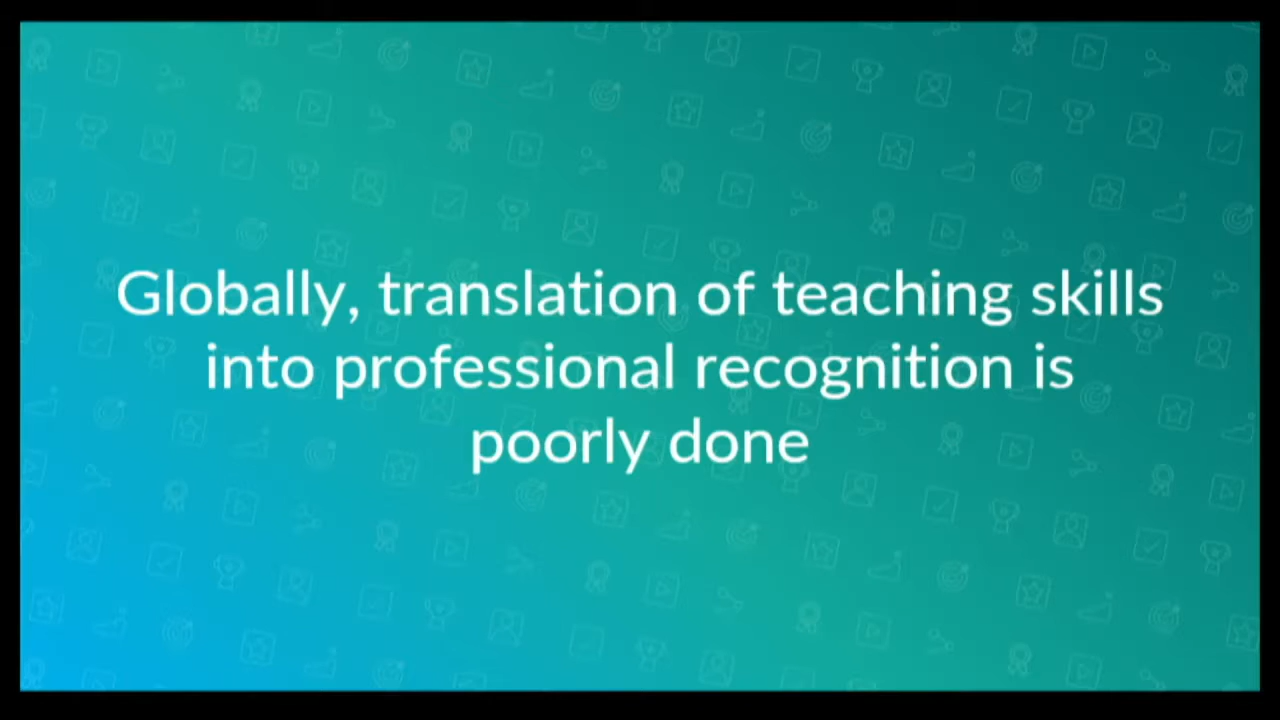 Globally, translation of teaching skills
into professional recognition is
poorly done